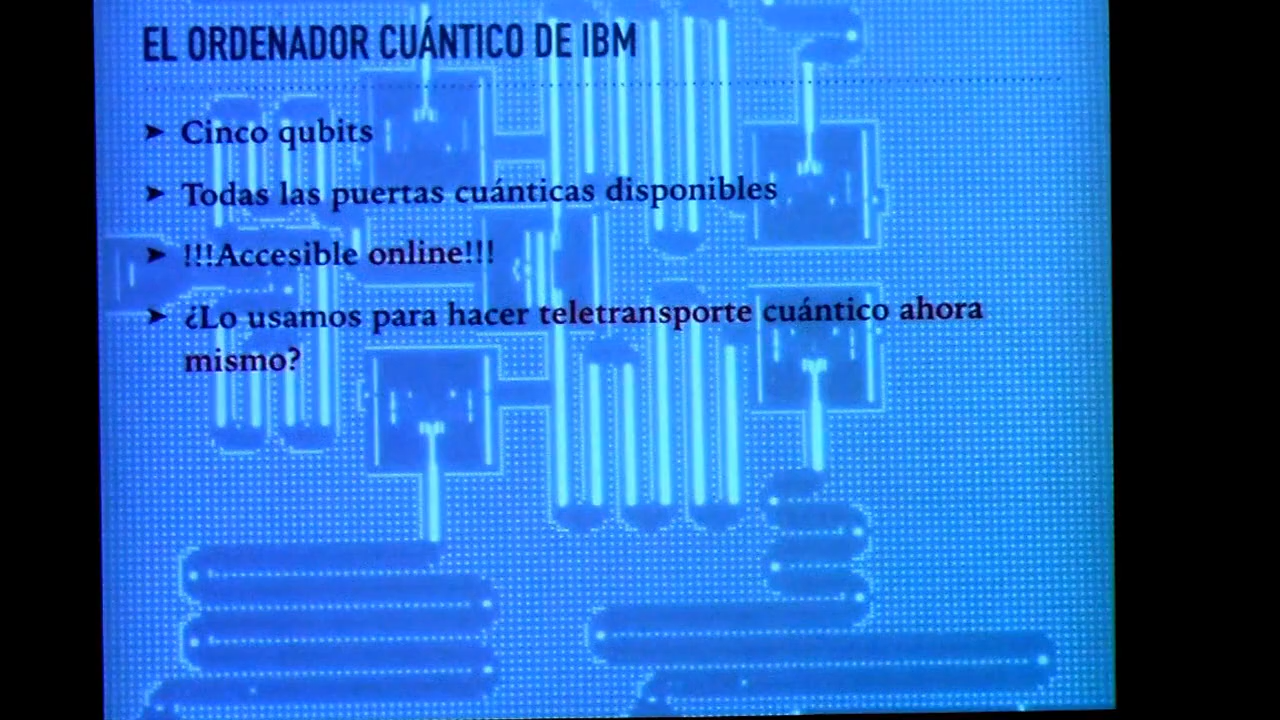 EL ORDENADOR CUÁNTICO DE IBM
➤ Cinco qubits
➤ Todas las puertas cuánticas disponibles
➤ !!!Accesible online!!!
➤ ¿Lo usamos para hacer teletransporte cuántico ahora
mismo?